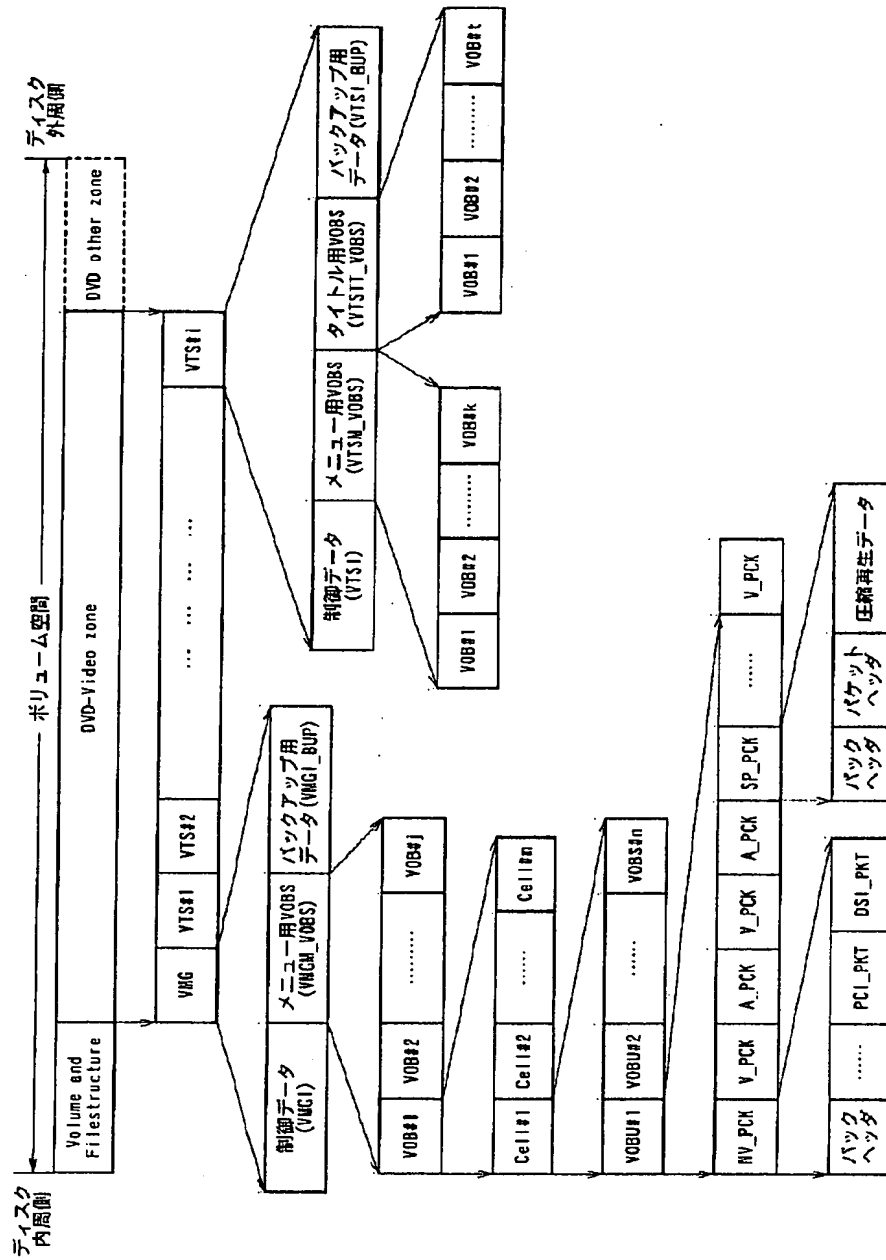 ディスク
内周側
ボリューム空間
ディスク
外周側
Volume and
Filestructure
DVD-Video zone
DVD other zone
VMG
VTS#1
VTS#2
... ... ... ...
VTS#i
制御データ
(VMGI)
メニュー用VOBS
(VMGM_VOBS)
バックアップ用
データ(VMGI_BUP)
制御データ
(VTSI)
メニュー用VOBS
(VTSM_VOBS)
タイトル用VOBS
(VTSTT_VOBS)
バックアップ用
データ(VTSI_BUP)
VOB#1
VOB#2
.........
VOB#j
VOB#1
VOB#2
.........
VOB#k
VOB#1
VOB#2
.........
VOB#t
Cell#1
Cell#2
......
Cell#m
VOBU#1
VOBU#2
......
VOBS#n
NV_PCK
V_PCK
A_PCK
V_PCK
A_PCK
SP_PCK
......
V_PCK
パック
ヘッダ
......
PCI_PKT
DSI_PKT
パック
ヘッダ
パケット
ヘッダ
圧縮再生データ